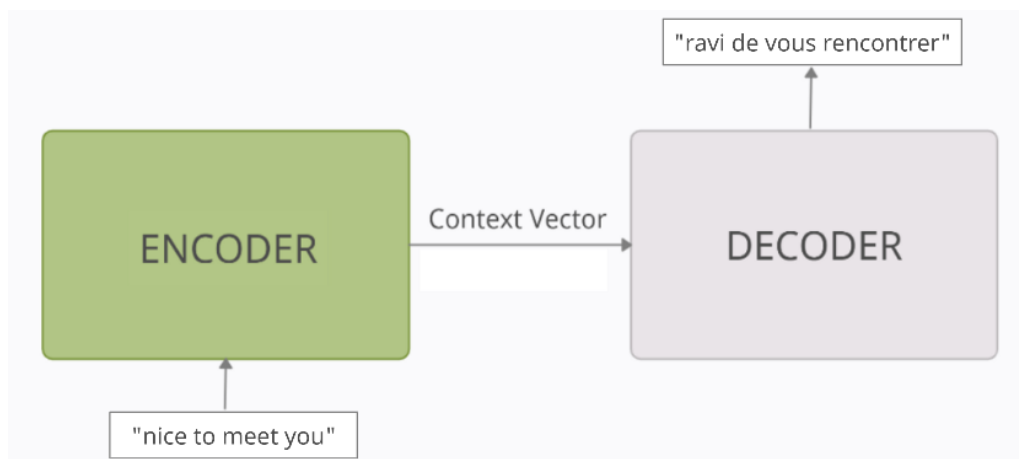 "ravi de vous rencontrer"
ENCODER
Context Vector
DECODER
"nice to meet you"